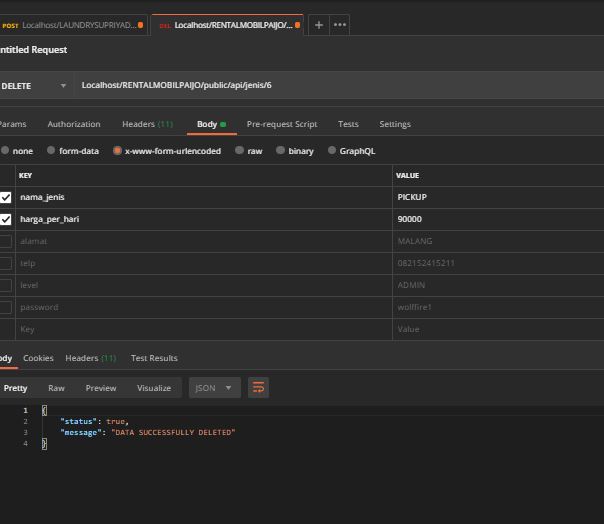 POST Localhost/LAUNDRYSUPRIYAD... DEL Localhost/RENTALMOBILPAIJO/... + •••
ntitled Request
DELETE Localhost/RENTALMOBILPAIJO/public/api/jenis/6
Params Authorization Headers (11) Body Pre-request Script Tests Settings
none form-data x-www-form-urlencoded raw binary GraphQL
KEY VALUE
nama_jenis PICKUP
harga_per_hari 90000
alamat MALANG
telp 082152415211
level ADMIN
password wolffire1
Key Value
ody Cookies Headers (11) Test Results
Pretty Raw Preview Visualize JSON
1 {
2 "status": true,
3 "message": "DATA SUCCESSFULLY DELETED"
4 }